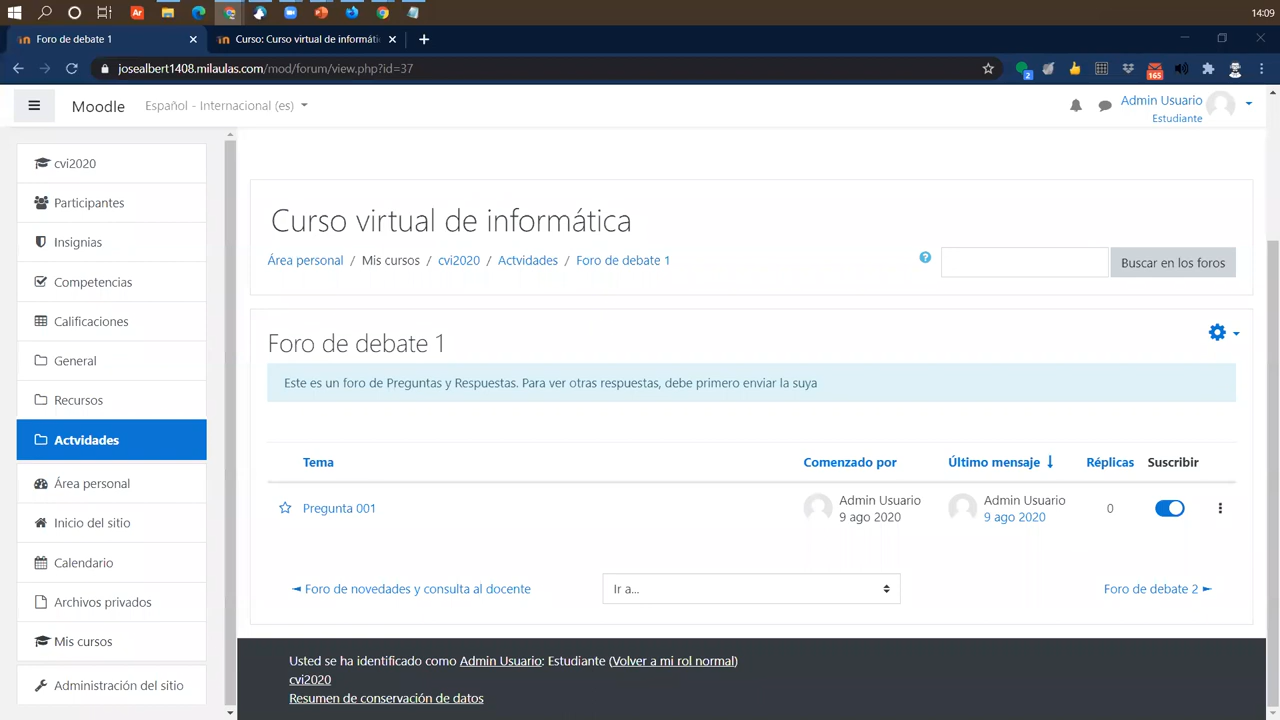 14:09
Foro de debate 1
Curso: Curso virtual de informáti
josealbert1408.milaulas.com/mod/forum/view.php?id=37
2
165
Moodle
Español - Internacional (es)
Admin Usuario
Estudiante
cvi2020
Participantes
Insignias
Competencias
Calificaciones
General
Recursos
Actvidades
Área personal
Inicio del sitio
Calendario
Archivos privados
Mis cursos
Administración del sitio
Curso virtual de informática
Área personal / Mis cursos / cvi2020 / Actvidades / Foro de debate 1
Buscar en los foros
Foro de debate 1
Este es un foro de Preguntas y Respuestas. Para ver otras respuestas, debe primero enviar la suya
Tema Comenzado por Último mensaje ↓ Réplicas Suscribir
Pregunta 001 Admin Usuario Admin Usuario 0
9 ago 2020 9 ago 2020
◄ Foro de novedades y consulta al docente Ir a... Foro de debate 2 ►
Usted se ha identificado como Admin Usuario: Estudiante (Volver a mi rol normal)
cvi2020
Resumen de conservación de datos